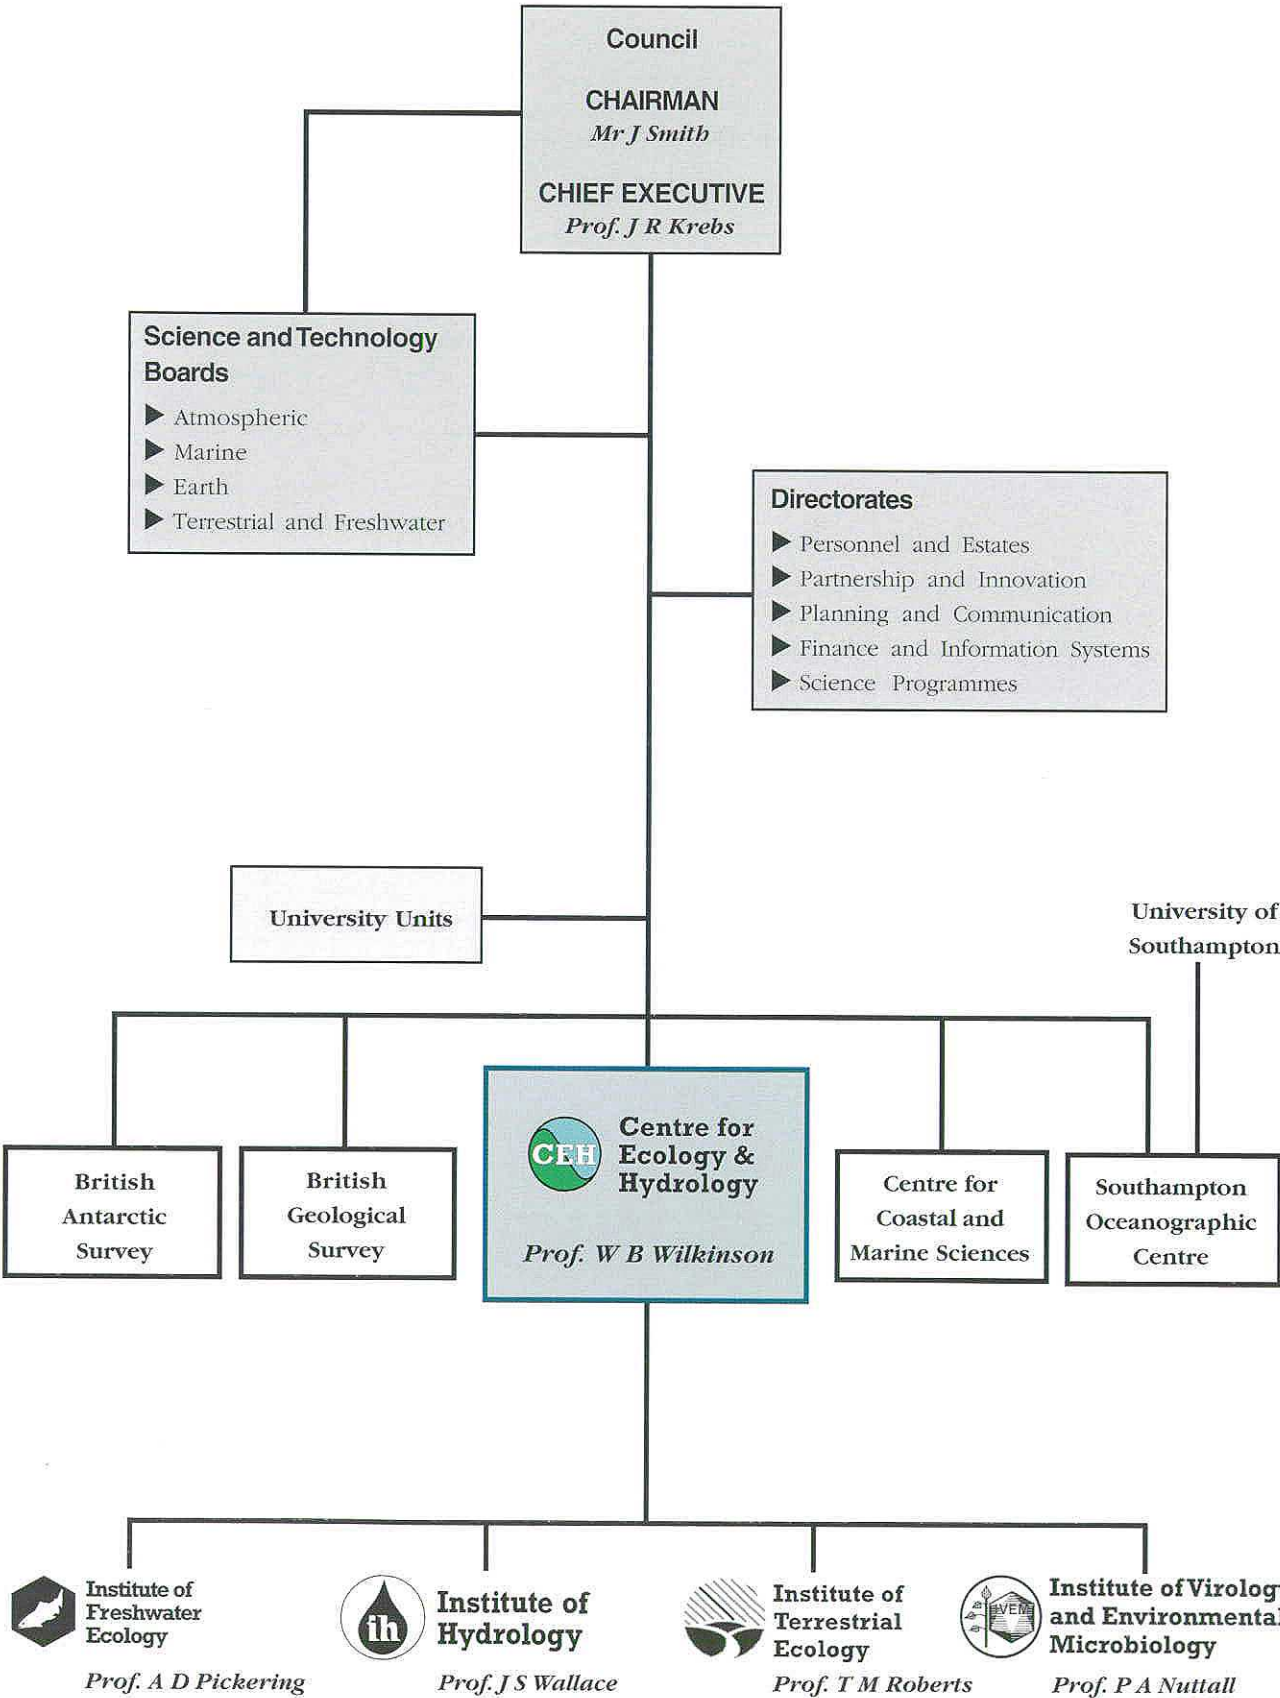 Council
CHAIRMAN
Mr J Smith
CHIEF EXECUTIVE
Prof. J R Krebs
Science and Technology
Boards
Atmospheric
Marine
Earth
Terrestrial and Freshwater
Directorates
Personnel and Estates
Partnership and Innovation
Planning and Communication
Finance and Information Systems
Science Programmes
University Units
University of
Southampton
British
Antarctic
Survey
British
Geological
Survey
CEH
Centre for
Ecology &
Hydrology
Prof. W B Wilkinson
Centre for
Coastal and
Marine Sciences
Southampton
Oceanographic
Centre
Institute of
Freshwater
Ecology
Prof. A D Pickering
ih
Institute of
Hydrology
Prof. J S Wallace
Institute of
Terrestrial
Ecology
Prof. T M Roberts
IVEM
Institute of Virology
and Environmental
Microbiology
Prof. P A Nuttall